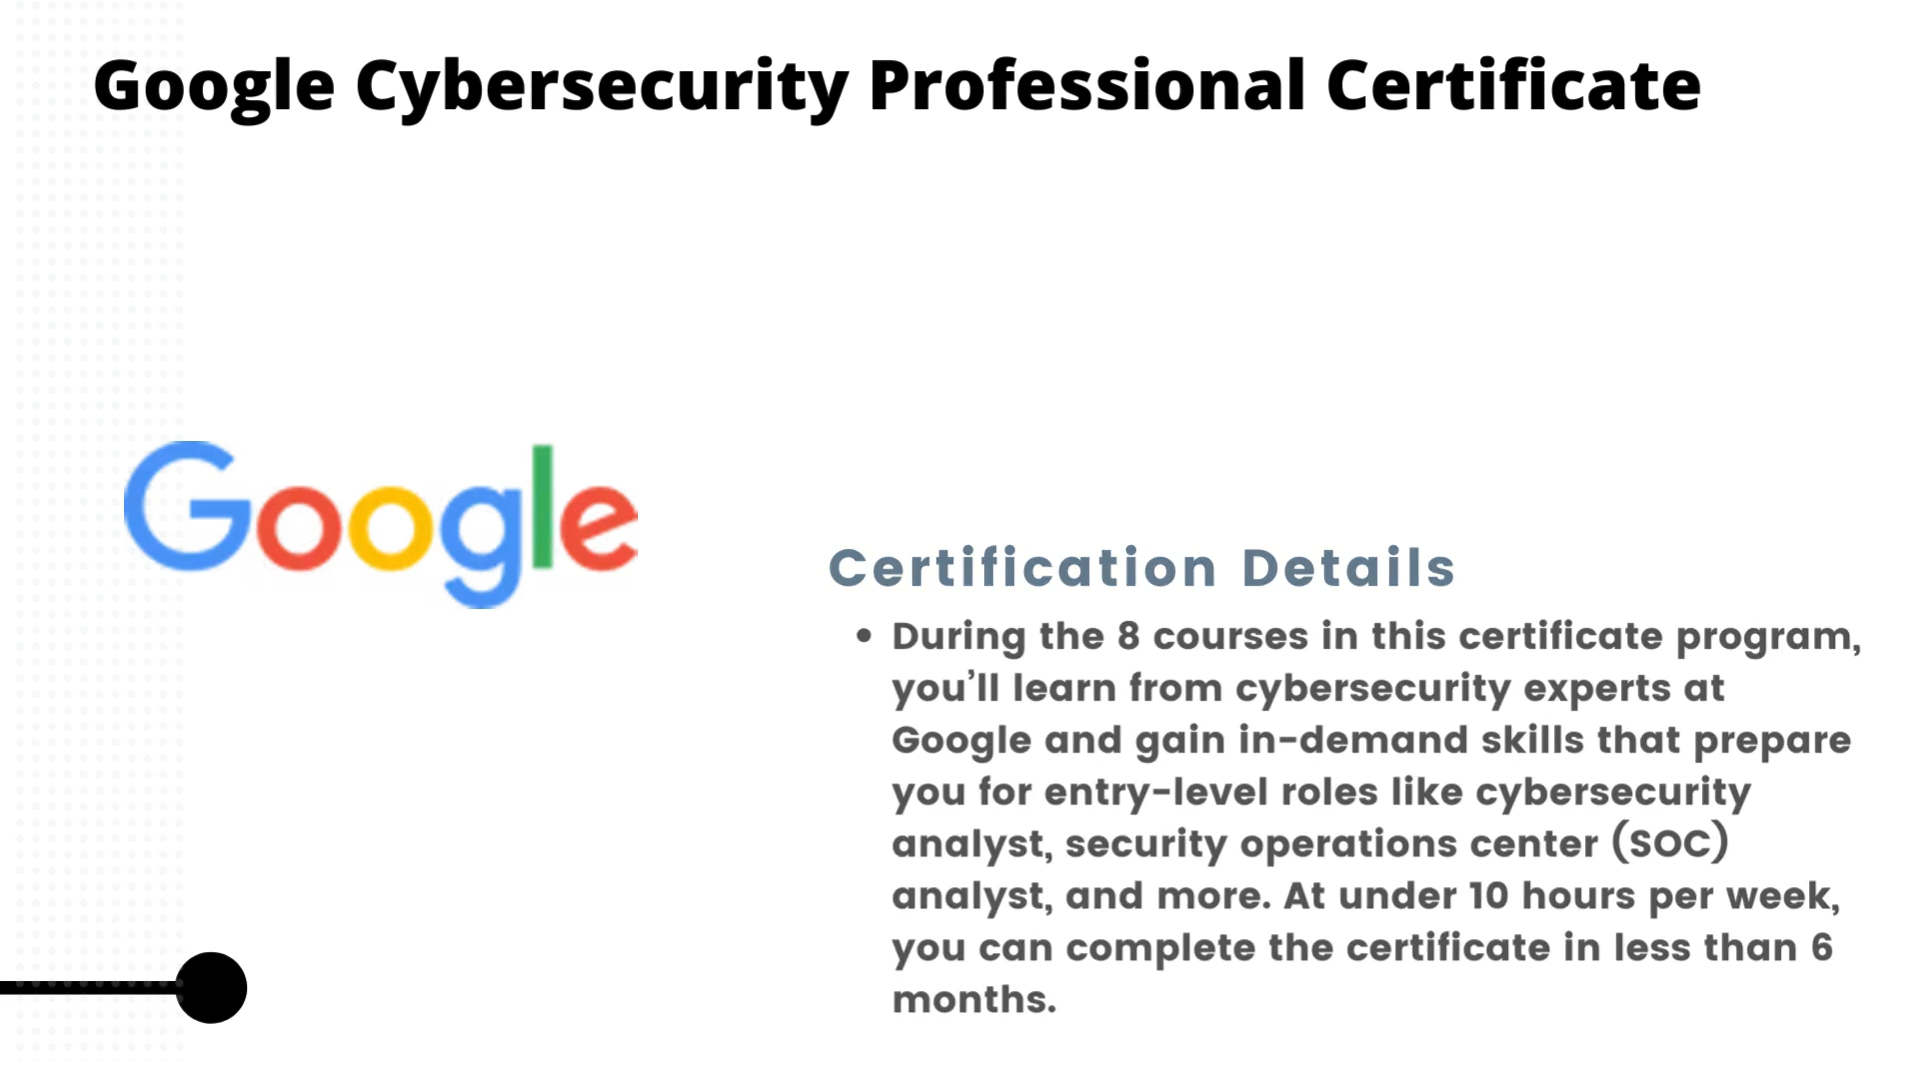 Google Cybersecurity Professional Certificate
Google
Certification Details
• During the 8 courses in this certificate program,
you’ll learn from cybersecurity experts at
Google and gain in-demand skills that prepare
you for entry-level roles like cybersecurity
analyst, security operations center (SOC)
analyst, and more. At under 10 hours per week,
you can complete the certificate in less than 6
months.